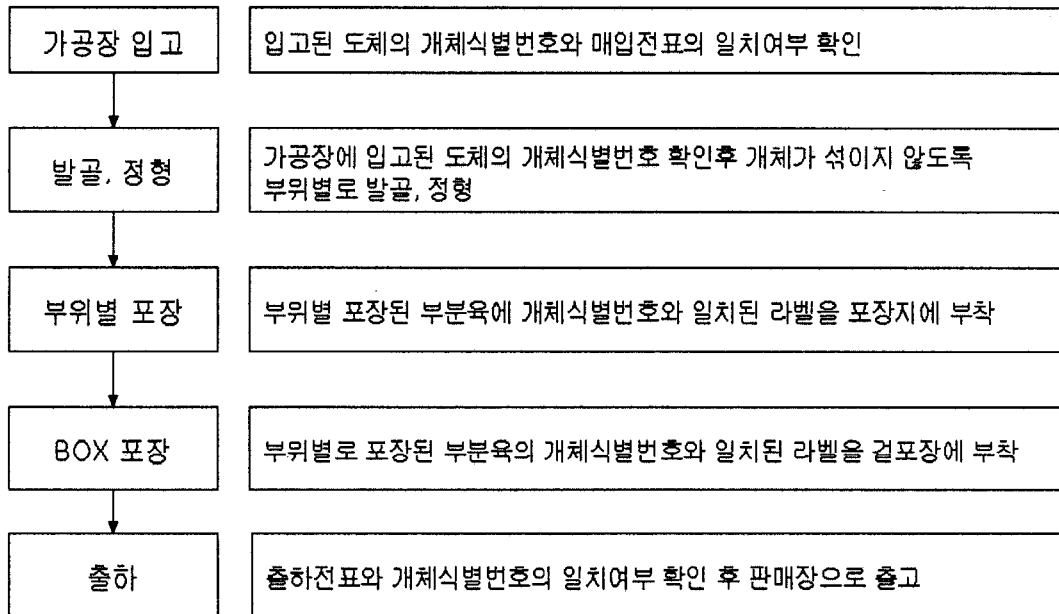 가공장 입고
입고된 도체의 개체식별번호와 매입전표의 일치여부 확인
발골, 정형
가공장에 입고된 도체의 개체식별번호 확인후 개체가 섞이지 않도록
부위별로 발골, 정형
부위별 포장
부위별 포장된 부분육에 개체식별번호와 일치된 라벨을 포장지에 부착
BOX 포장
부위별로 포장된 부분육의 개체식별번호와 일치된 라벨을 겉포장에 부착
출하
출하전표와 개체식별번호의 일치여부 확인 후 판매장으로 출고